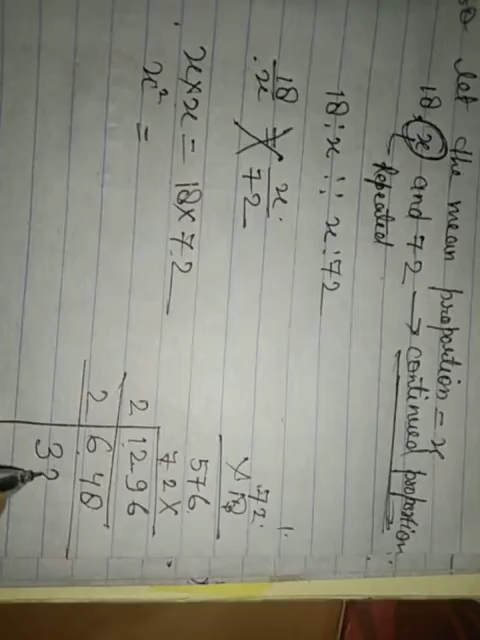 let the mean proportion = x
18, x and 72 → continued proportion
Repeated
18 : x :: x : 72
18/x x/72
x × x = 18 × 72
x² =
72
× 18
576
72×
2 1296
2 648
32